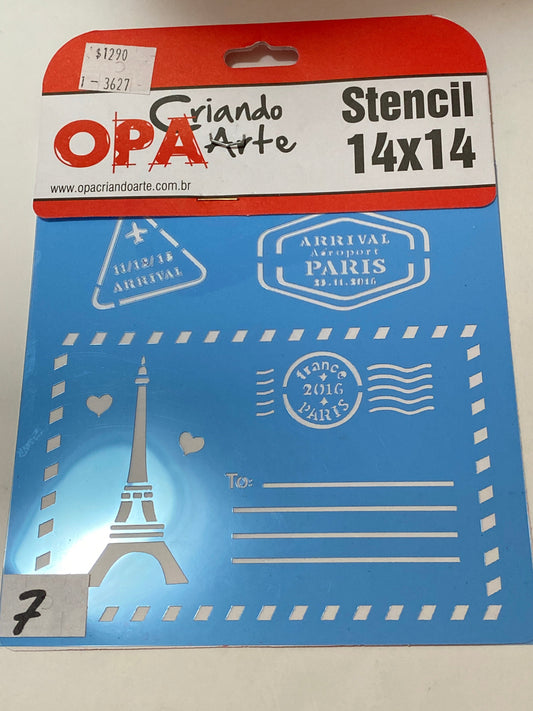 $1290
1-3627
OPA Criando Arte
Stencil
14x14
www.opacriandoarte.com.br
11/12/15
ARRIVAL
ARRIVAL
Aeroport
PARIS
23.11.2016
france
2016
PARIS
To:
7